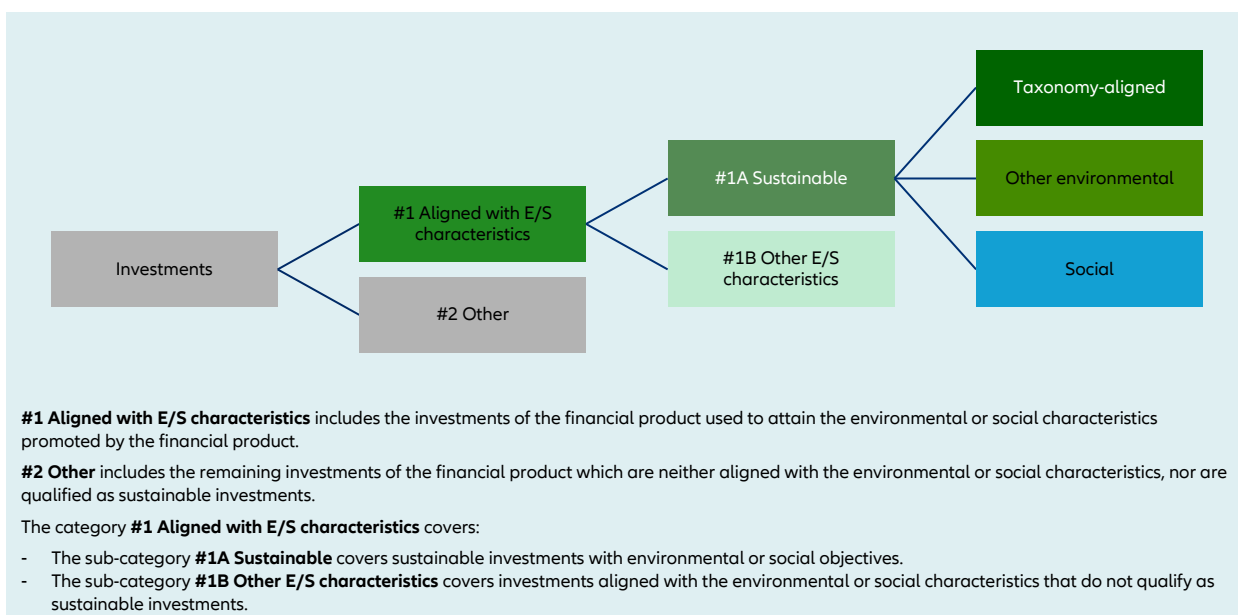 Investments
#1 Aligned with E/S
characteristics
#2 Other
#1A Sustainable
#1B Other E/S
characteristics
Taxonomy-aligned
Other environmental
Social
#1 Aligned with E/S characteristics includes the investments of the financial product used to attain the environmental or social characteristics
promoted by the financial product.
#2 Other includes the remaining investments of the financial product which are neither aligned with the environmental or social characteristics, nor are
qualified as sustainable investments.
The category #1 Aligned with E/S characteristics covers:
- The sub-category #1A Sustainable covers sustainable investments with environmental or social objectives.
- The sub-category #1B Other E/S characteristics covers investments aligned with the environmental or social characteristics that do not qualify as
sustainable investments.